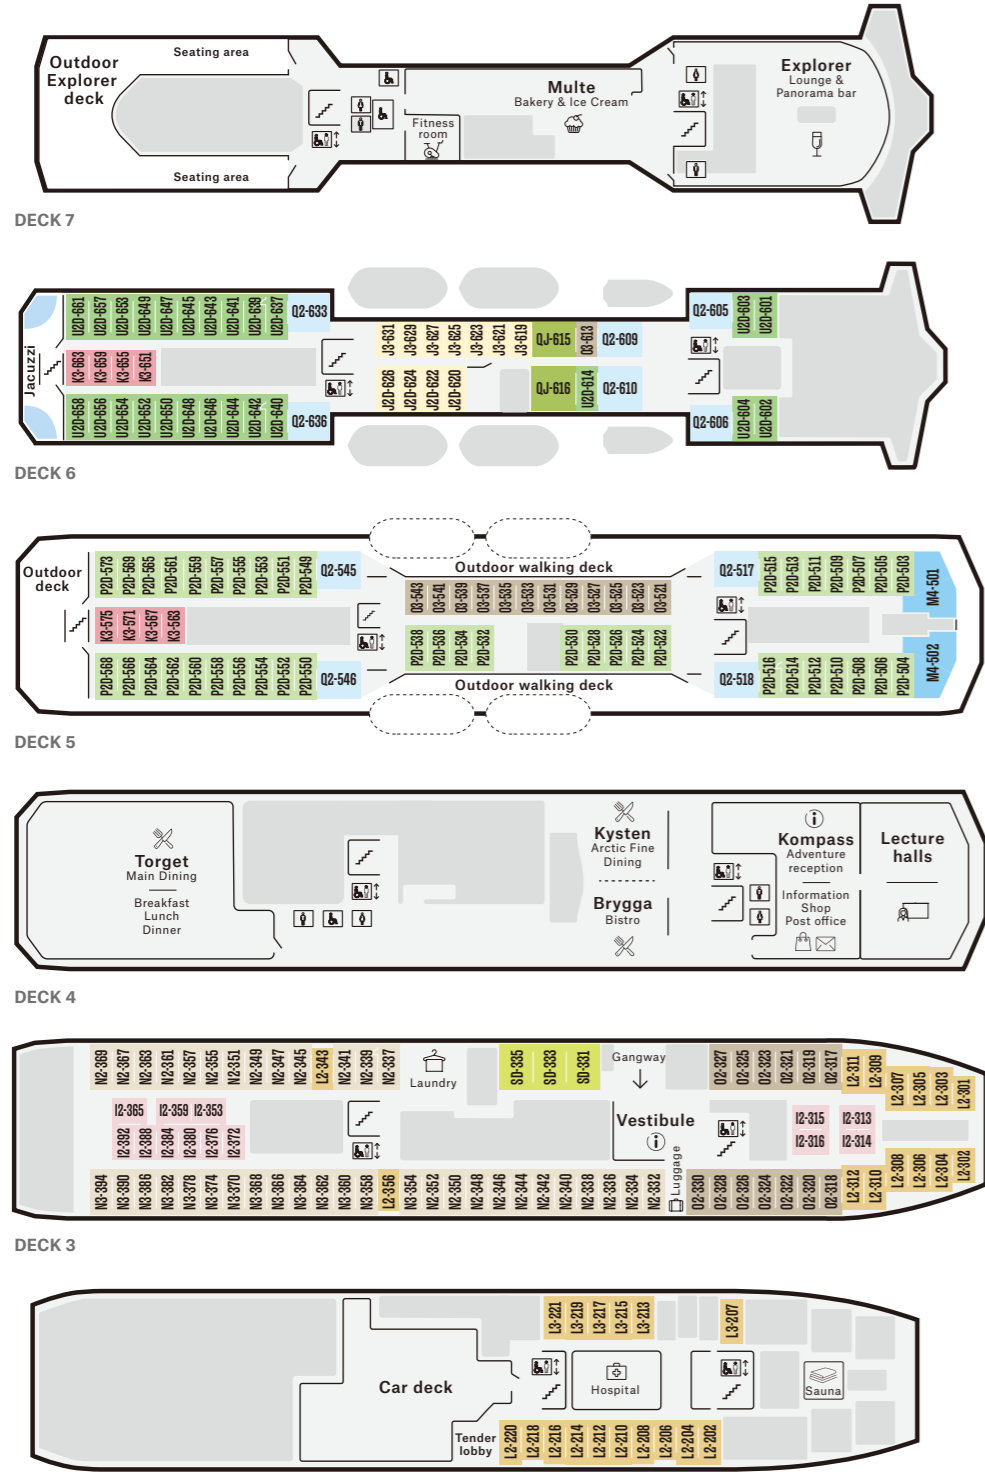 Outdoor
Explorer
deck
Seating area
Seating area
Fitness
room
Multe
Bakery & Ice Cream
Explorer
Lounge &
Panorama bar
DECK 7
Jacuzzi
U2D-661 U2D-657 U2D-653 U2D-649 U2D-647 U2D-645 U2D-643 U2D-641 U2D-639 U2D-637 Q2-633
K3-663 K3-659 K3-655 K3-651
U2D-658 U2D-656 U2D-654 U2D-652 U2D-650 U2D-648 U2D-646 U2D-644 U2D-642 U2D-640 Q2-636
J3-631 J3-629 J3-627 J3-625 J3-623 J3-621 J3-619 QJ-615 O3-613 Q2-609
J2D-626 J2D-624 J2D-622 J2D-620 QJ-616 U2D-614 Q2-610
Q2-605 U2D-603 U2D-601
Q2-606 U2D-604 U2D-602
DECK 6
Outdoor
deck
P2D-573 P2D-569 P2D-565 P2D-561 P2D-559 P2D-557 P2D-555 P2D-553 P2D-551 P2D-549 Q2-545
K3-575 K3-571 K3-567 K3-563
P2D-568 P2D-566 P2D-564 P2D-562 P2D-560 P2D-558 P2D-556 P2D-554 P2D-552 P2D-550 Q2-546
Outdoor walking deck
O3-543 O3-541 O3-539 O3-537 O3-535 O3-533 O3-531 O3-529 O3-527 O3-525 O3-523 O3-521
P2D-538 P2D-536 P2D-534 P2D-532 P2D-530 P2D-528 P2D-526 P2D-524 P2D-522
Outdoor walking deck
Q2-517 P2D-515 P2D-513 P2D-511 P2D-509 P2D-507 P2D-505 P2D-503 M4-501
Q2-518 P2D-516 P2D-514 P2D-512 P2D-510 P2D-508 P2D-506 P2D-504 M4-502
DECK 5
Torget
Main Dining
Breakfast
Lunch
Dinner
Kysten
Arctic Fine
Dining
Brygga
Bistro
Kompass
Adventure
reception
Information
Shop
Post office
Lecture
halls
DECK 4
N2-369 N2-367 N2-363 N2-361 N2-357 N2-355 N2-351 N2-349 N2-347 N2-345 L2-343 N2-341 N2-339 N2-337
Laundry
SD-335 SD-333 SD-331
Gangway
O2-327 O2-325 O2-323 O2-321 O2-319 O2-317 L2-311 L2-309 L2-307 L2-305 L2-303 L2-301
I2-365 I2-359 I2-353
I2-392 I2-388 I2-384 I2-380 I2-376 I2-372
Vestibule
I2-315 I2-313
I2-316 I2-314
N3-394 N3-390 N3-386 N3-382 N3-378 N3-374 N3-370 N3-368 N3-366 N3-364 N3-362 N3-360 N3-358 L2-356 N3-354 N2-352 N2-350 N2-348 N2-346 N2-344 N2-342 N2-340 N2-338 N2-336 N2-334 N2-332
Luggage
O2-330 O2-328 O2-326 O2-324 O2-322 O2-320 O2-318 L2-312 L2-310 L2-308 L2-306 L2-304 L2-302
DECK 3
L3-221 L3-219 L3-217 L3-215 L3-213 L3-207
Car deck
Hospital
Sauna
Tender
lobby
L2-220 L2-218 L2-216 L2-214 L2-212 L2-210 L2-208 L2-206 L2-204 L2-202